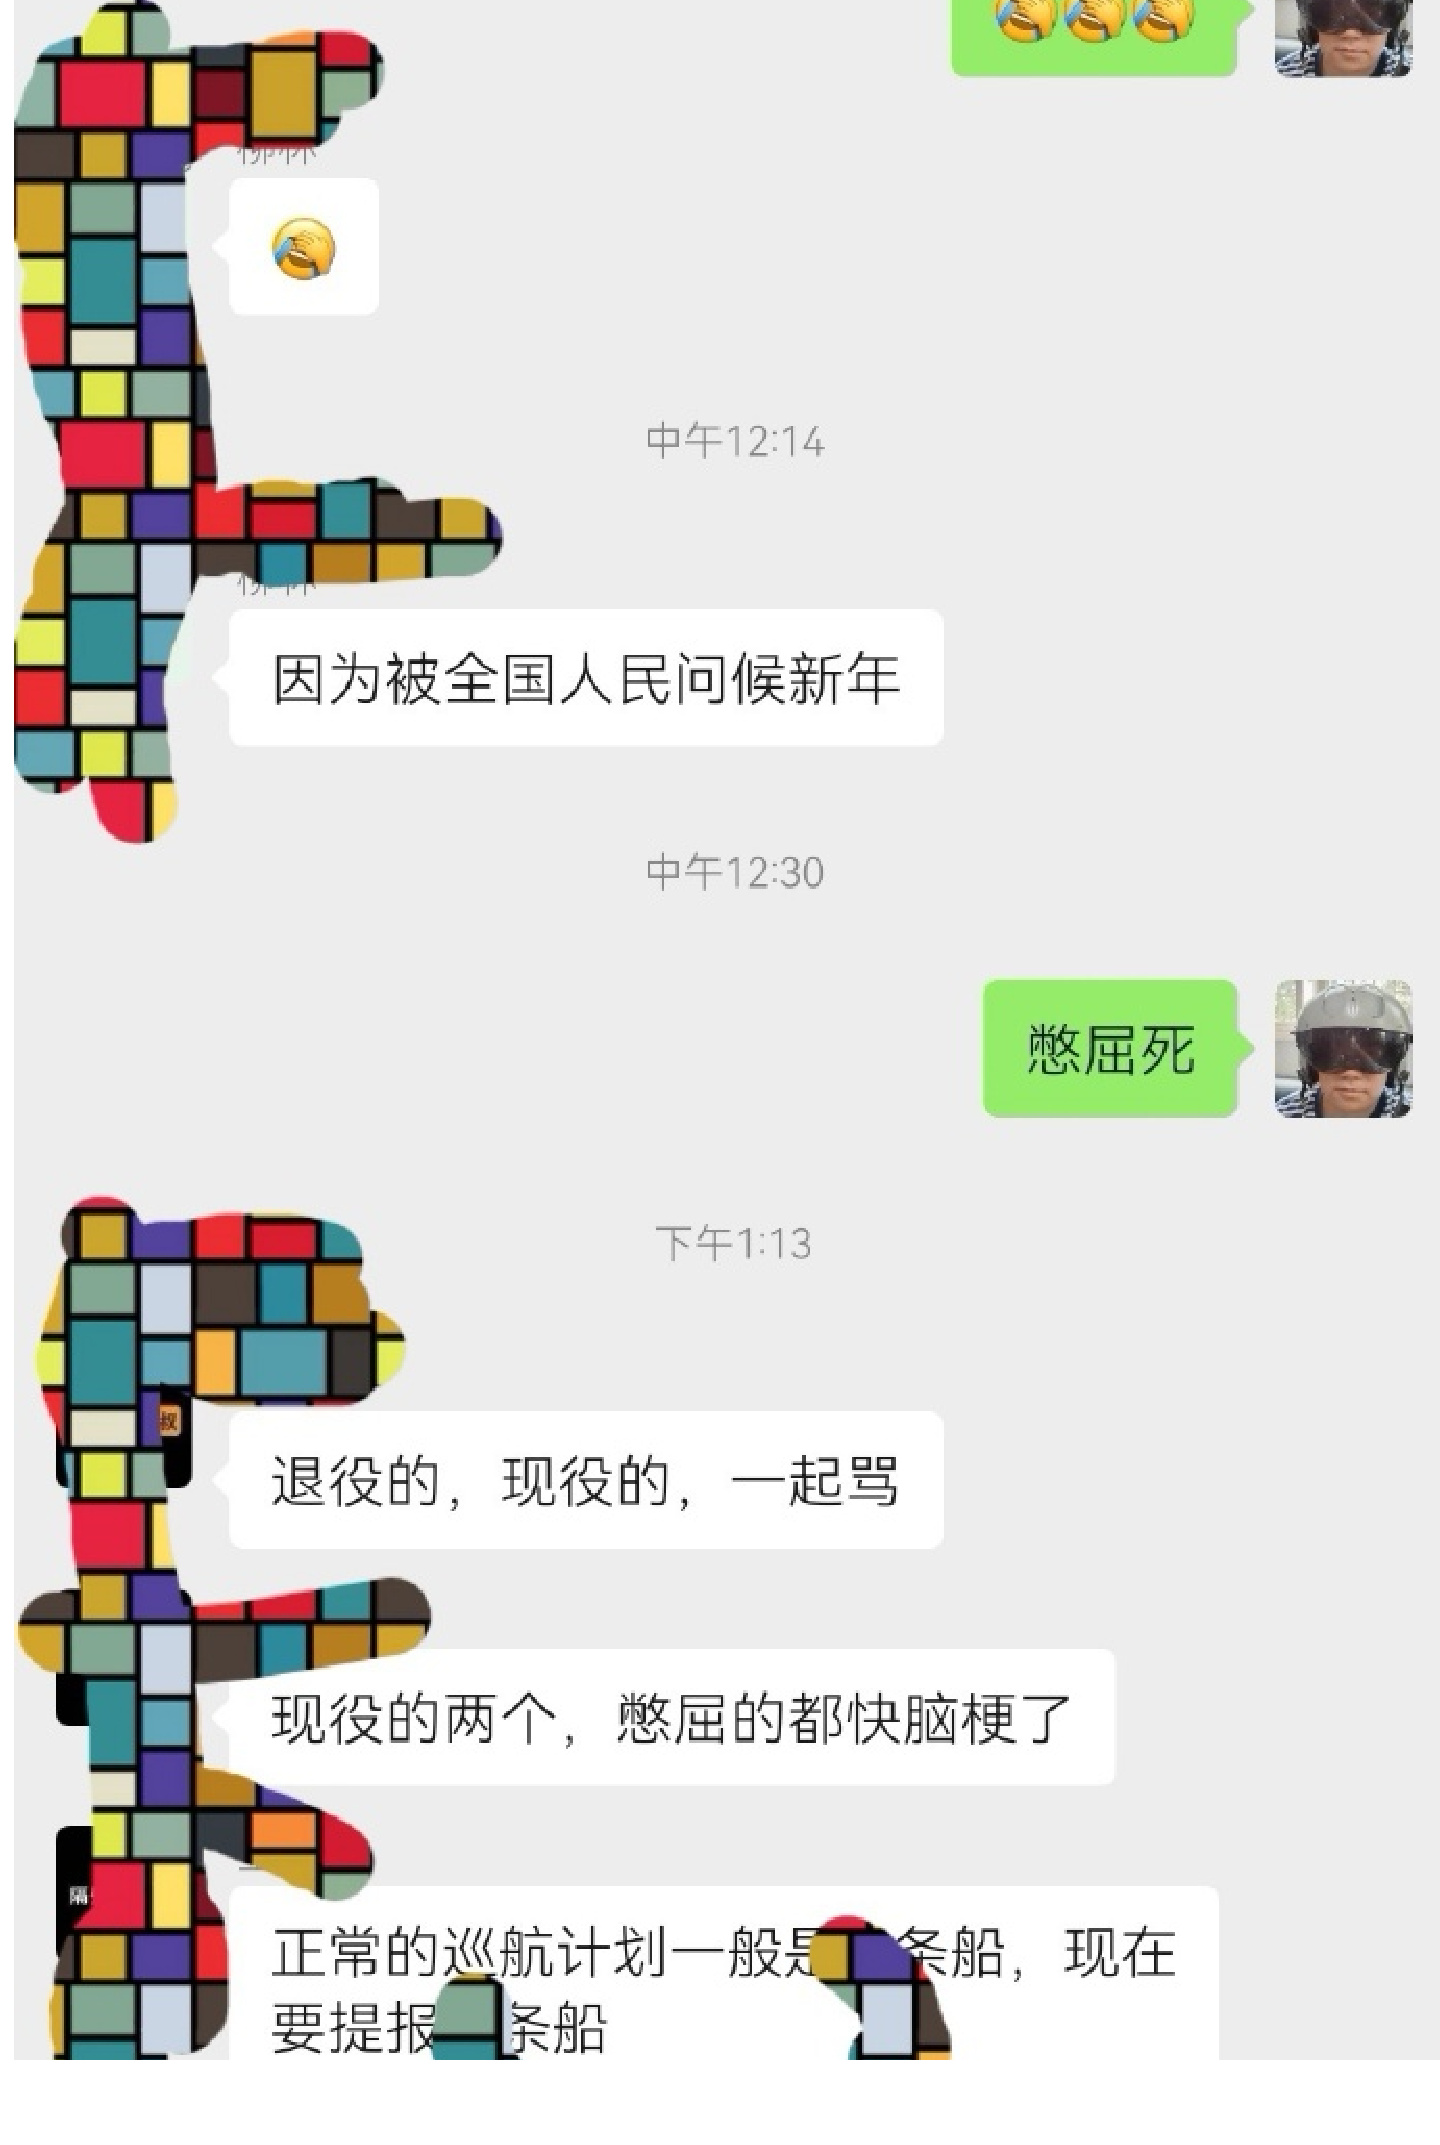 中午12:14
因为被全国人民问候新年
中午12:30
憋屈死
下午1:13
叔
退役的，现役的，一起骂
现役的两个，憋屈的都快脑梗了
隔
正常的巡航计划一般是 条船，现在
要提报 条船